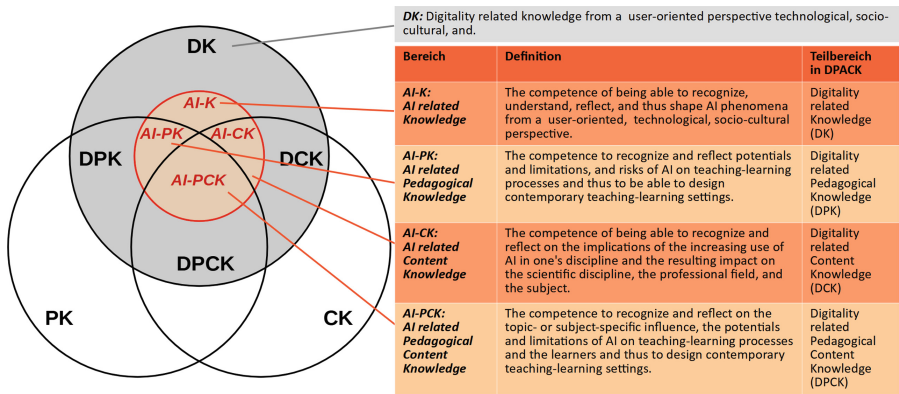 DK
AI-K
AI-PK
AI-CK
DPK
DCK
AI-PCK
DPCK
PK
CK
DK: Digitality related knowledge from a user-oriented perspective technological, socio-
cultural, and.
Bereich
Definition
Teilbereich
in DPACK
AI-K:
AI related
Knowledge
The competence of being able to recognize,
understand, reflect, and thus shape AI phenomena
from a user-oriented, technological, socio-cultural
perspective.
Digitality
related
Knowledge
(DK)
AI-PK:
AI related
Pedagogical
Knowledge
The competence to recognize and reflect potentials
and limitations, and risks of AI on teaching-learning
processes and thus to be able to design
contemporary teaching-learning settings.
Digitality
related
Pedagogical
Knowledge
(DPK)
AI-CK:
AI related
Content
Knowledge
The competence of being able to recognize and
reflect on the implications of the increasing use of
AI in one's discipline and the resulting impact on
the scientific discipline, the professional field, and
the subject.
Digitality
related
Content
Knowledge
(DCK)
AI-PCK:
AI related
Pedagogical
Content
Knowledge
The competence to recognize and reflect on the
topic- or subject-specific influence, the potentials
and limitations of AI on teaching-learning processes
and the learners and thus to design contemporary
teaching-learning settings.
Digitality
related
Pedagogical
Content
Knowledge
(DPCK)